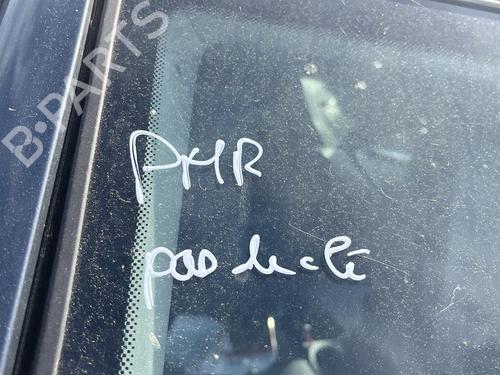 B-PARTS
PMR
pas de clé